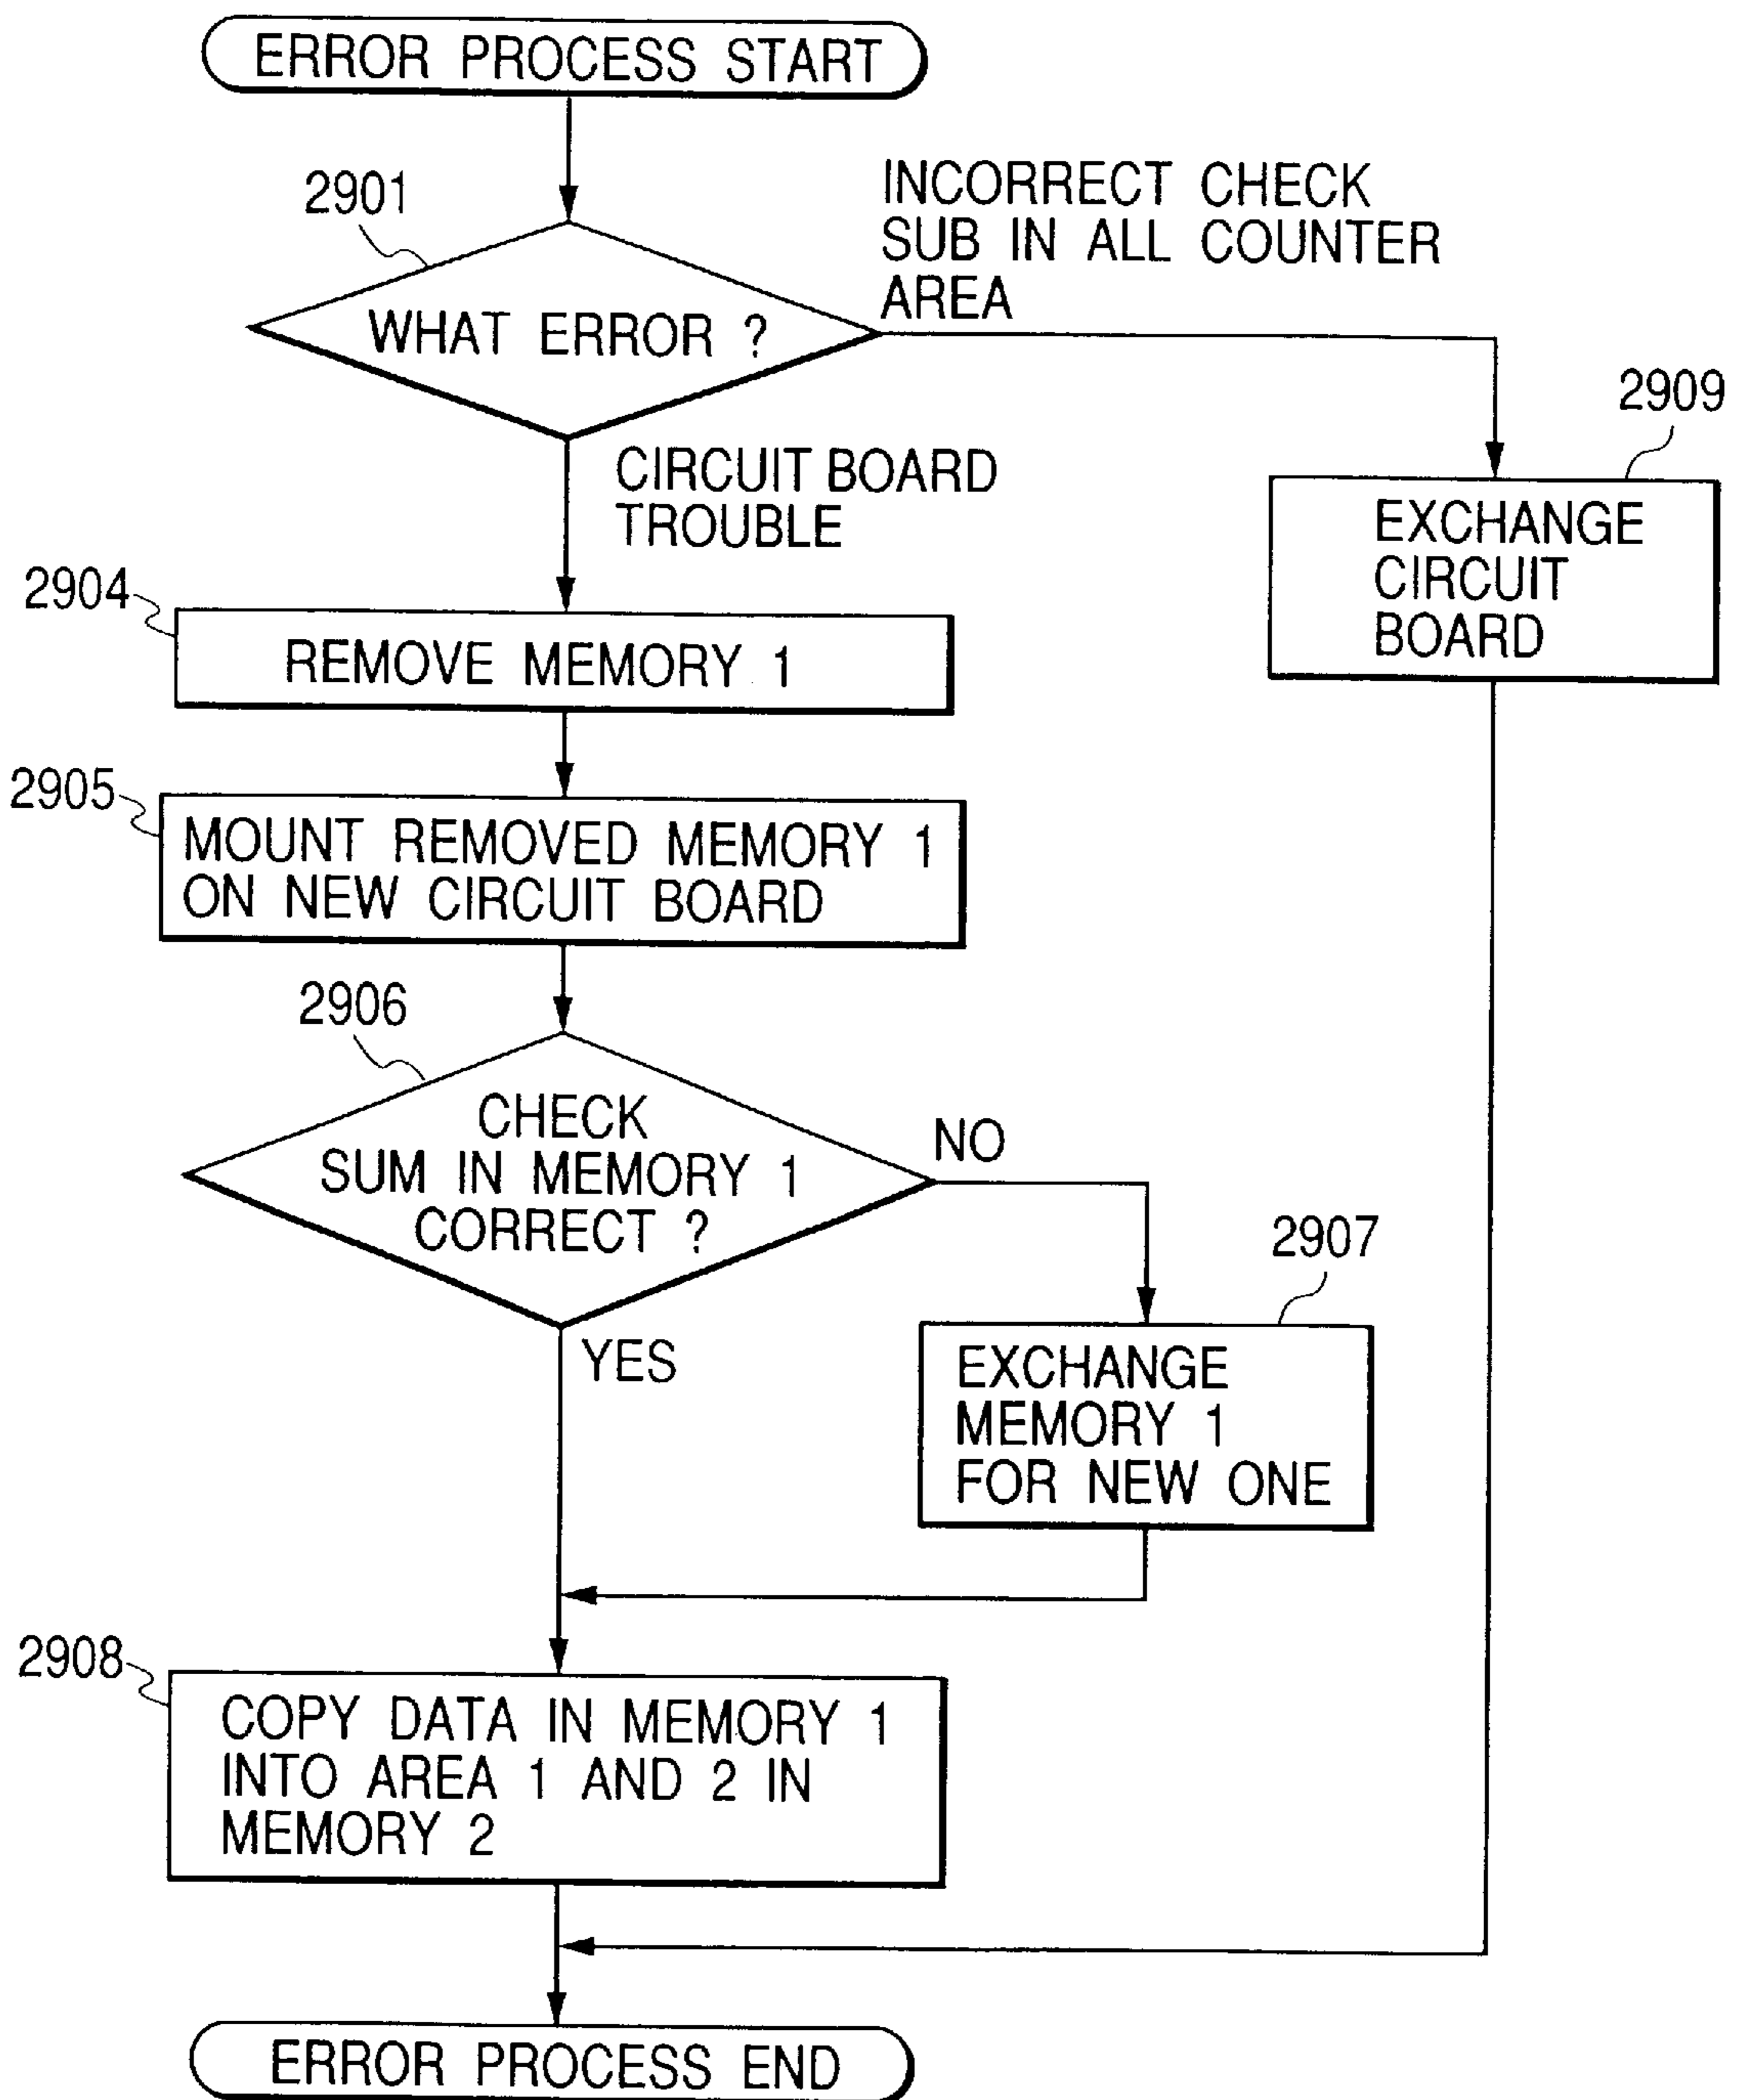 ERROR PROCESS START
2901
INCORRECT CHECK
SUB IN ALL COUNTER
AREA
WHAT ERROR ?
2909
CIRCUIT BOARD
TROUBLE
EXCHANGE
CIRCUIT
BOARD
2904
REMOVE MEMORY 1
2905
MOUNT REMOVED MEMORY 1
ON NEW CIRCUIT BOARD
2906
CHECK
SUM IN MEMORY 1
CORRECT ?
NO
2907
YES
EXCHANGE
MEMORY 1
FOR NEW ONE
2908
COPY DATA IN MEMORY 1
INTO AREA 1 AND 2 IN
MEMORY 2
ERROR PROCESS END